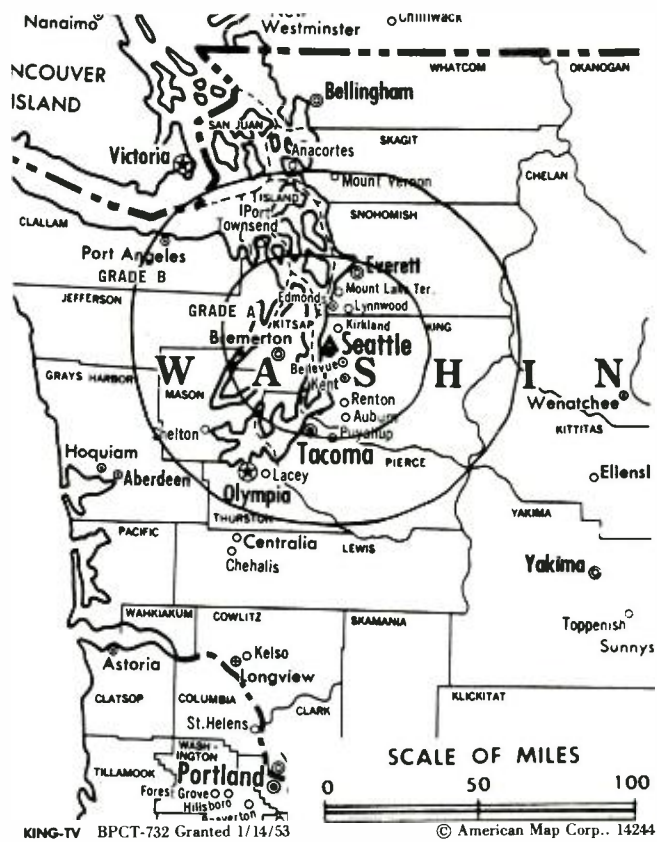 Nanaimo
New
Westminster
Chilliwack
NCOUVER
ISLAND
WHATCOM
OKANOGAN
Bellingham
SAN JUAN
SKAGIT
Victoria
Anacortes
Mount Vernon
CHELAN
ISLAND
Port
Townsend
SNOHOMISH
CLALLAM
Port Angeles
GRADE B
Everett
JEFFERSON
GRADE A
Edmonds
Mount Lake Ter.
Lynnwood
KITSAP
Kirkland
KING
Bremerton
Seattle
W A S H I N
Bellevue
Kent
GRAYS HARBOR
MASON
Renton
Wenatchee
Auburn
KITTITAS
Shelton
Puyallup
Hoquiam
Tacoma
PIERCE
Aberdeen
Lacey
Ellensl
Olympia
THURSTON
YAKIMA
PACIFIC
Centralia
LEWIS
Chehalis
Yakima
WAHKIAKUM
COWLITZ
SKAMANIA
Toppenish
Sunnys
Astoria
Kelso
Longview
CLATSOP
COLUMBIA
CLARK
KLICKITAT
St. Helens
WASH-
INGTON
SCALE OF MILES
TILLAMOOK
Portland
0 50 100
Forest Grove
Hillsboro
Beaverton
KING-TV BPCT-732 Granted 1/14/53
© American Map Corp.. 14244